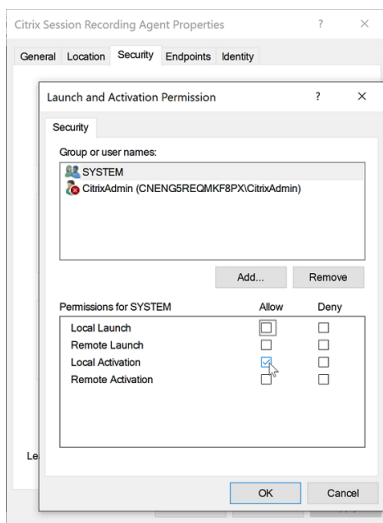 Citrix Session Recording Agent Properties ? ×
General Location Security Endpoints Identity
Launch and Activation Permission ? ×
Security
Group or user names:
SYSTEM
CitrixAdmin (CNENG5REQMKF8PX\CitrixAdmin)
Add... Remove
Permissions for SYSTEM Allow Deny
Local Launch
Remote Launch
Local Activation
Remote Activation
Le
OK Cancel